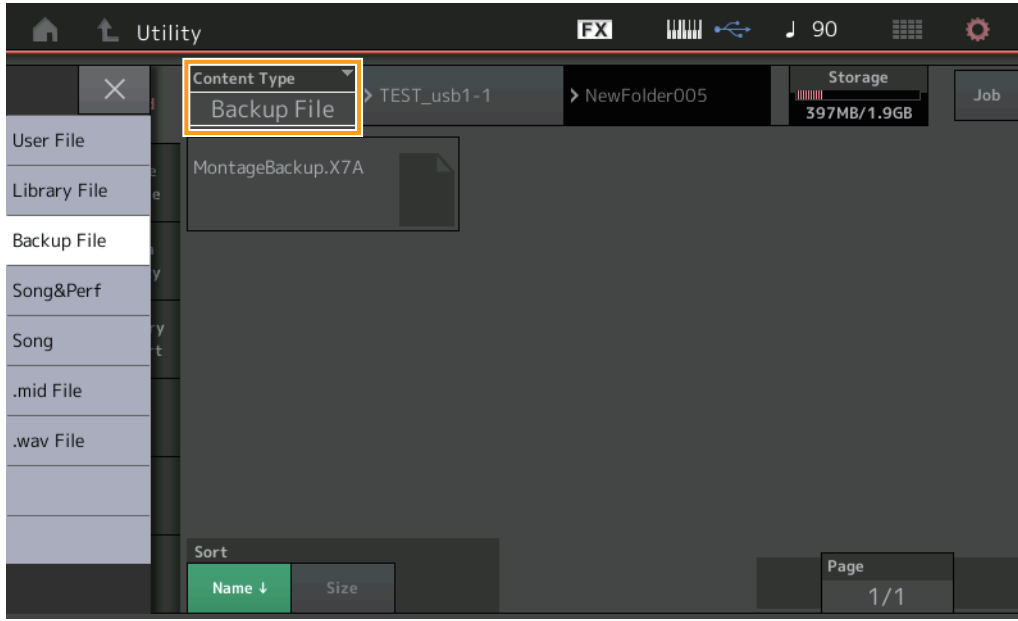 Utility
FX
90
Content Type
Backup File
TEST_usb1-1
NewFolder005
Storage
397MB/1.9GB
Job
User File
Library File
Backup File
Song&Perf
Song
.mid File
.wav File
MontageBackup.X7A
Sort
Name ↓
Size
Page
1/1